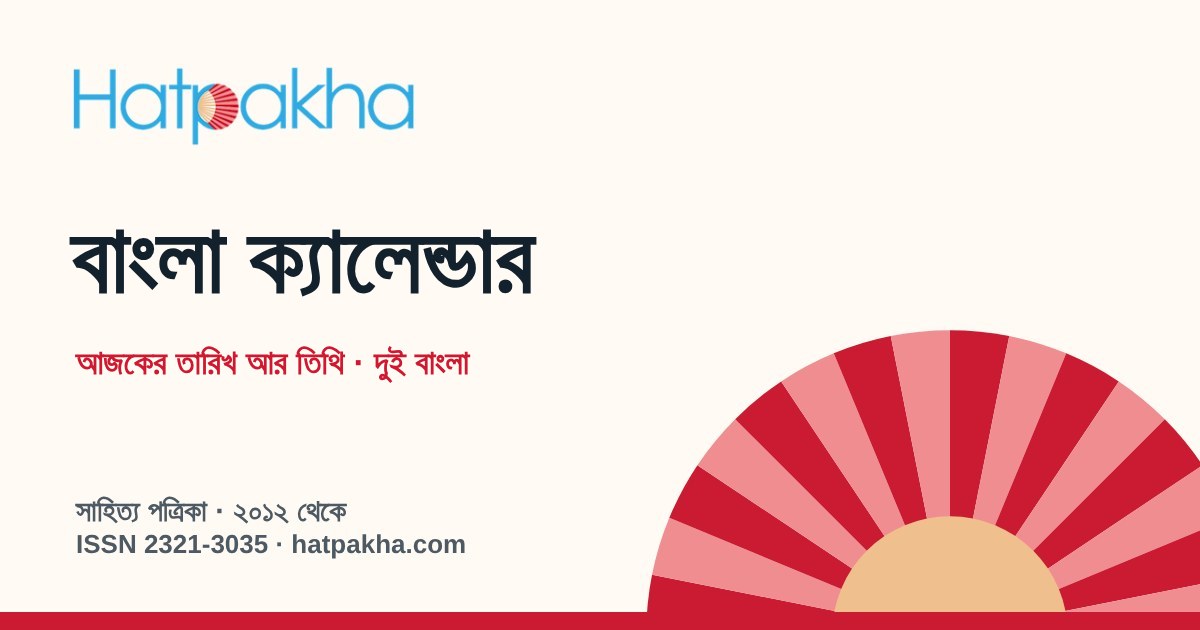 Hatpakha
বাংলা ক্যালেন্ডার
আজকের তারিখ আর তিথি · দুই বাংলা
সাহিত্য পত্রিকা · ২০১২ থেকে
ISSN 2321-3035 · hatpakha.com